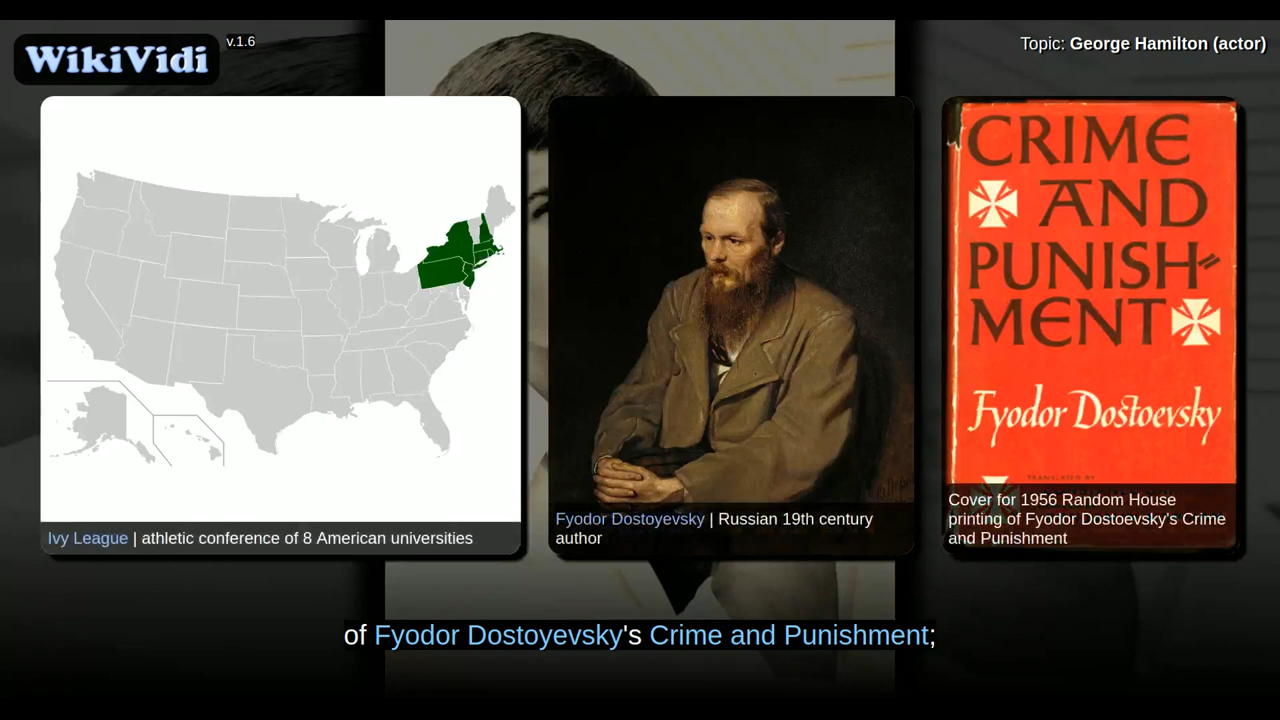 WikiVidi
v.1.6
Topic: George Hamilton (actor)
Ivy League | athletic conference of 8 American universities
Fyodor Dostoyevsky | Russian 19th century
author
CRIME
AND
PUNISH-
MENT
Fyodor Dostoevsky
TRANSLATED BY
Cover for 1956 Random House
printing of Fyodor Dostoevsky's Crime
and Punishment
of Fyodor Dostoyevsky's Crime and Punishment;